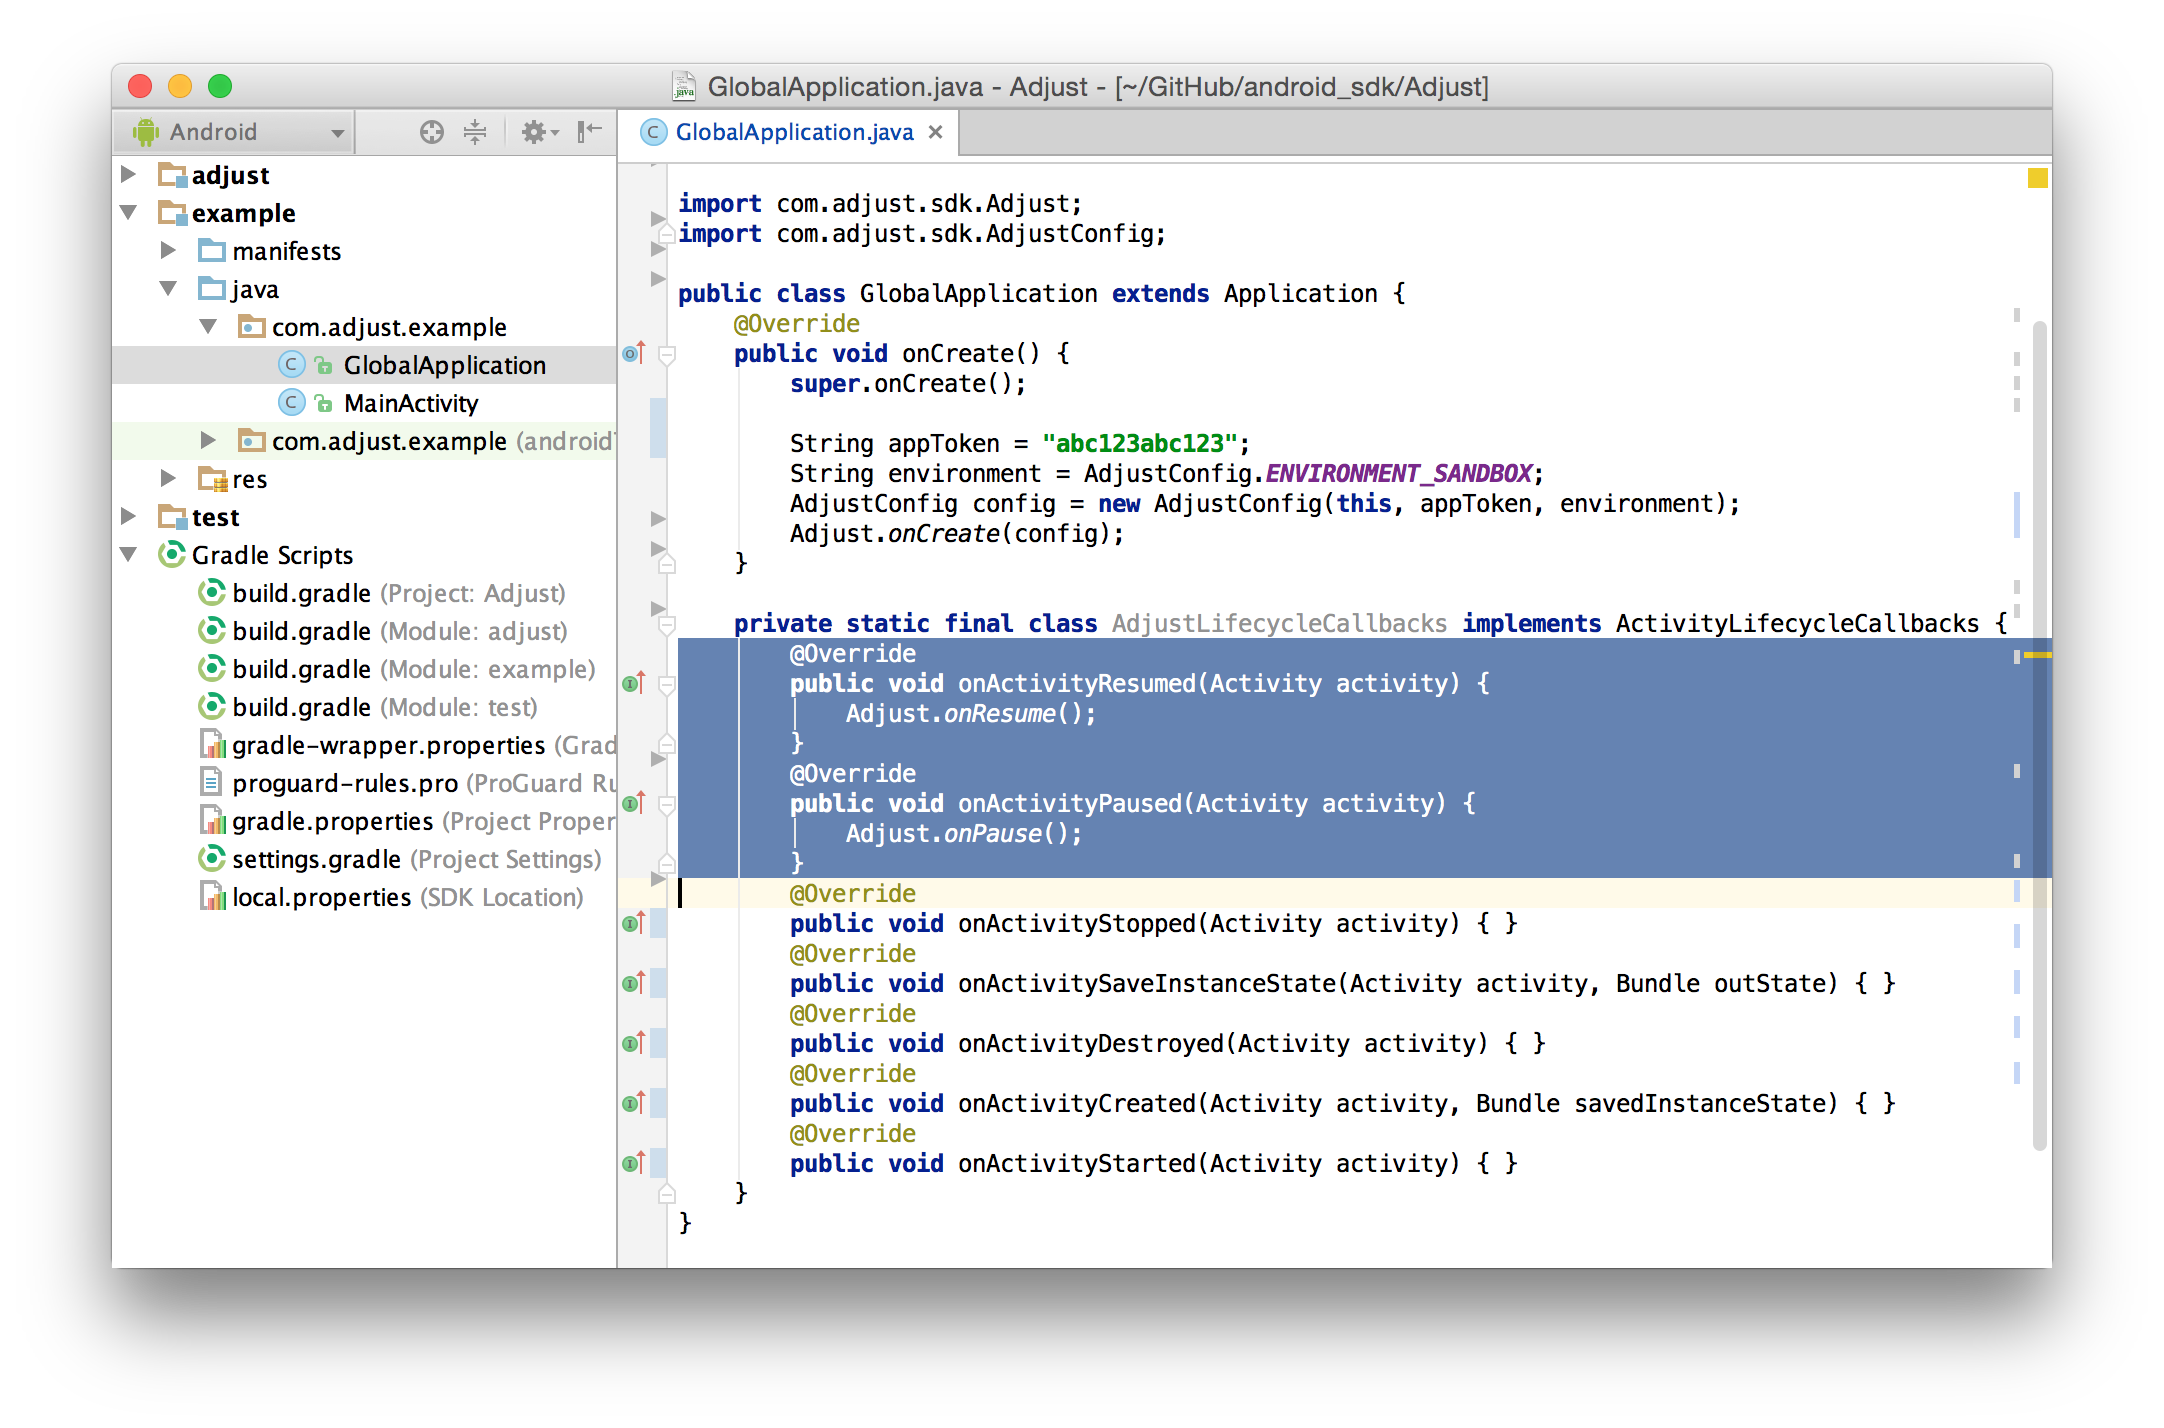 GlobalApplication.java - Adjust - [~/GitHub/android_sdk/Adjust]
Android
adjust
example
manifests
java
com.adjust.example
GlobalApplication
MainActivity
com.adjust.example (android
res
test
Gradle Scripts
build.gradle (Project: Adjust)
build.gradle (Module: adjust)
build.gradle (Module: example)
build.gradle (Module: test)
gradle-wrapper.properties (Grad
proguard-rules.pro (ProGuard Ru
gradle.properties (Project Proper
settings.gradle (Project Settings)
local.properties (SDK Location)
GlobalApplication.java
import com.adjust.sdk.Adjust;
import com.adjust.sdk.AdjustConfig;
public class GlobalApplication extends Application {
@Override
public void onCreate() {
super.onCreate();
String appToken = "abc123abc123";
String environment = AdjustConfig.ENVIRONMENT_SANDBOX;
AdjustConfig config = new AdjustConfig(this, appToken, environment);
Adjust.onCreate(config);
}
private static final class AdjustLifecycleCallbacks implements ActivityLifecycleCallbacks {
@Override
public void onActivityResumed(Activity activity) {
Adjust.onResume();
}
@Override
public void onActivityPaused(Activity activity) {
Adjust.onPause();
}
@Override
public void onActivityStopped(Activity activity) { }
@Override
public void onActivitySaveInstanceState(Activity activity, Bundle outState) { }
@Override
public void onActivityDestroyed(Activity activity) { }
@Override
public void onActivityCreated(Activity activity, Bundle savedInstanceState) { }
@Override
public void onActivityStarted(Activity activity) { }
}
}